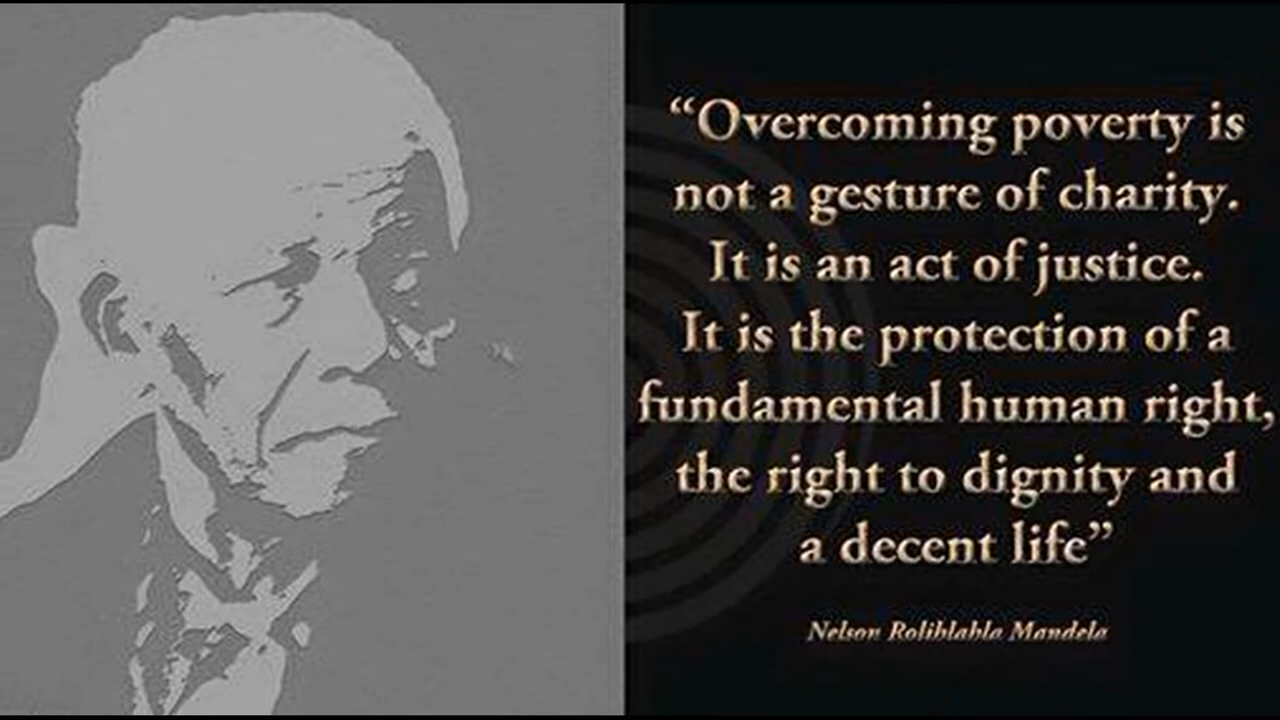 “Overcoming poverty is
not a gesture of charity.
It is an act of justice.
It is the protection of a
fundamental human right,
the right to dignity and
a decent life”
Nelson Rolihlahla Mandela